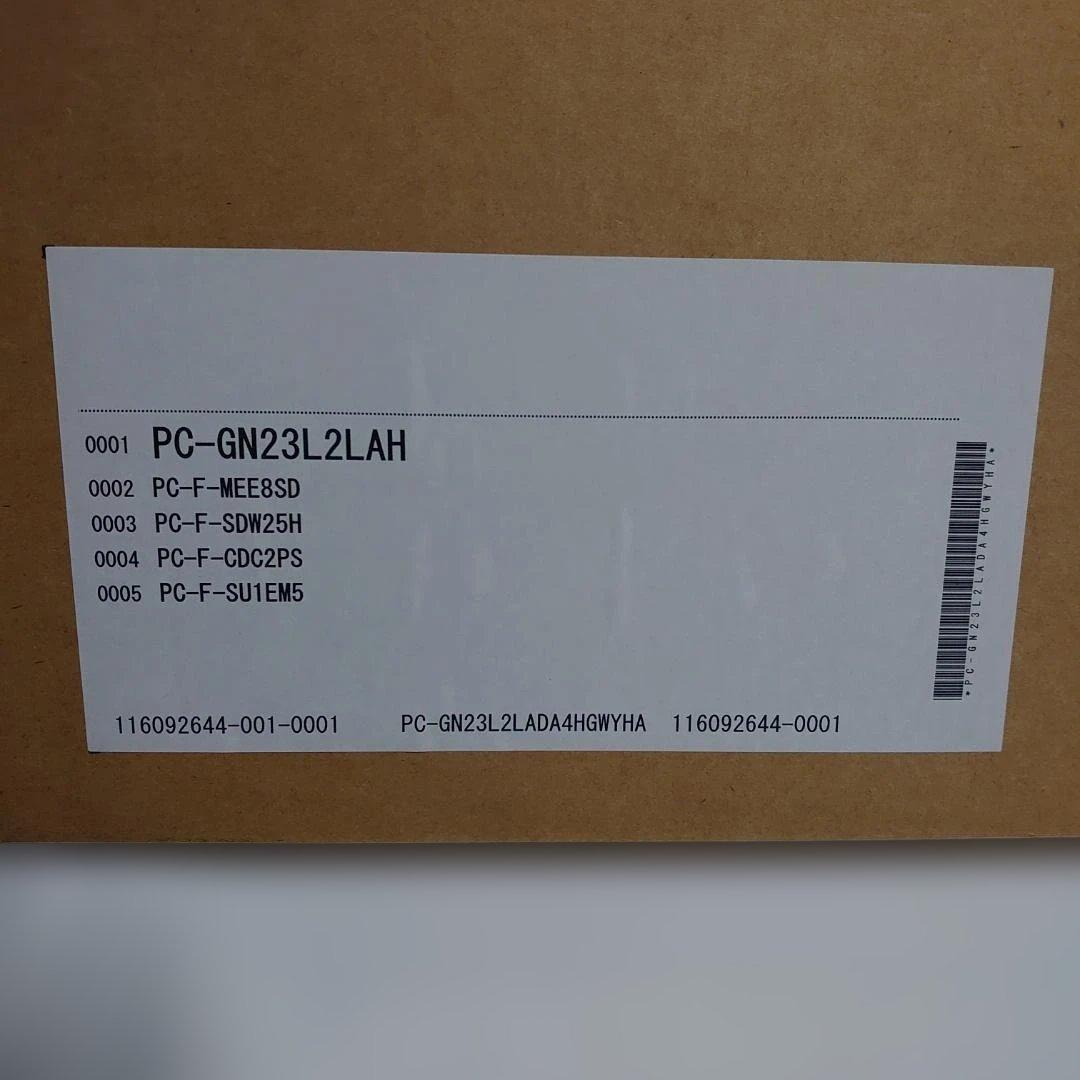 0001 PC-GN23L2LAH
0002 PC-F-MEE8SD
0003 PC-F-SDW25H
0004 PC-F-CDC2PS
0005 PC-F-SU1EM5
116092644-001-0001 PC-GN23L2LADA4HGWYHA 116092644-0001
*PC-GN23L2LADA4HGWYHA*